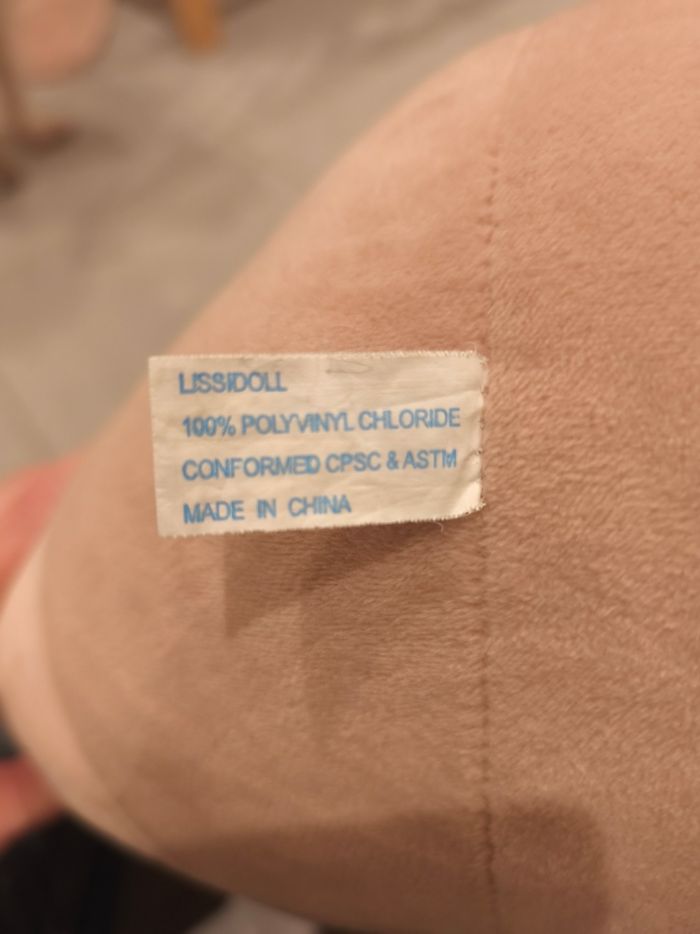 LISSIDOLL
100% POLYVINYL CHLORIDE
CONFORMED CPSC & ASTM
MADE IN CHINA